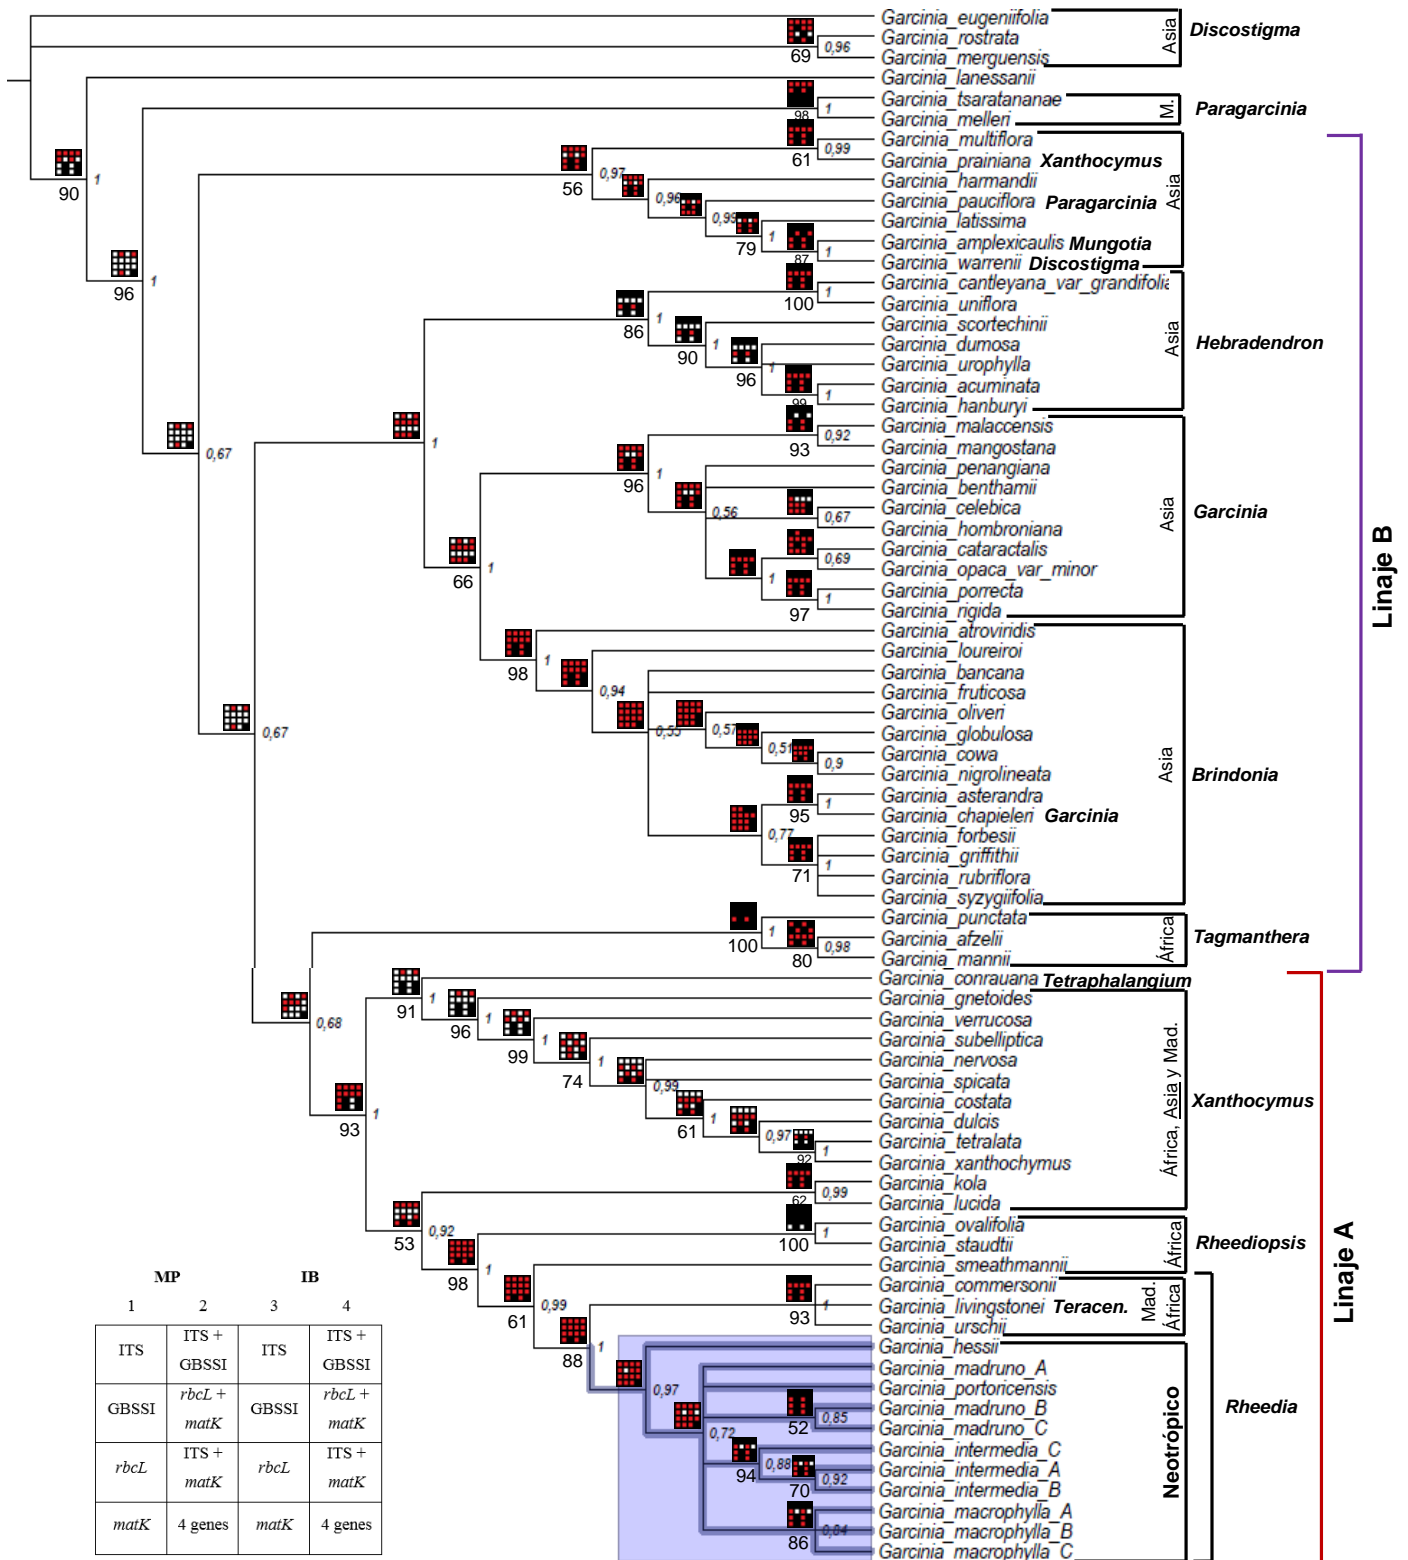 Garcinia_eugeniifolia
Garcinia_rostrata
Garcinia_merguensis
Asia
Discostigma
0,96
69
Garcinia_lanessanii
Garcinia_tsaratananae
Garcinia_melleri
M.
Paragarcinia
1
98
Garcinia_multiflora
Garcinia_prainiana Xanthocymus
0,99
61
Garcinia_harmandii
Garcinia_pauciflora Paragarcinia
Garcinia_latissima
Garcinia_amplexicaulis Mungotia
Garcinia_warrenii Discostigma
Asia
90
1
56
0,97
0,96
0,99
79
1
87
1
96
1
Garcinia_cantleyana_var_grandifolia
Garcinia_uniflora
Garcinia_scortechinii
Garcinia_dumosa
Garcinia_urophylla
Garcinia_acuminata
Garcinia_hanburyi
Asia
Hebradendron
100
1
86
1
90
1
96
1
99
1
Garcinia_malaccensis
Garcinia_mangostana
Garcinia_penangiana
Garcinia_benthamii
Garcinia_celebica
Garcinia_hombroniana
Garcinia_cataractalis
Garcinia_opaca_var_minor
Garcinia_porrecta
Garcinia_rigida
Asia
Garcinia
0,67
1
93
0,92
96
1
0,56
0,67
0,69
1
97
1
66
1
Linaje B
Garcinia_atroviridis
Garcinia_loureiroi
Garcinia_bancana
Garcinia_fruticosa
Garcinia_oliveri
Garcinia_globulosa
Garcinia_cowa
Garcinia_nigrolineata
Garcinia_asterandra
Garcinia_chapieleri Garcinia
Garcinia_forbesii
Garcinia_griffithii
Garcinia_rubriflora
Garcinia_syzygiifolia
Asia
Brindonia
98
1
0,94
0,55
0,57
0,51
0,9
95
1
0,77
71
1
0,67
Garcinia_punctata
Garcinia_afzelii
Garcinia_mannii
África
Tagmanthera
100
1
80
0,98
0,68
Garcinia_conrauana Tetraphalangium
Garcinia_gnetoides
Garcinia_verrucosa
Garcinia_subelliptica
Garcinia_nervosa
Garcinia_spicata
Garcinia_costata
Garcinia_dulcis
Garcinia_tetralata
Garcinia_xanthochymus
Garcinia_kola
Garcinia_lucida
África, Asia y Mad.
Xanthocymus
91
1
96
1
99
1
74
1
0,99
61
1
0,97
92
1
93
1
62
0,99
53
0,92
Garcinia_ovalifolia
Garcinia_staudtii
Garcinia_smeathmannii
África
Rheediopsis
100
1
98
1
61
0,99
Linaje A
Garcinia_commersonii
Garcinia_livingstonei Teracen.
Garcinia_urschii
Mad.
África
93
1
88
1
Garcinia_hessii
Garcinia_madruno_A
Garcinia_portoricensis
Garcinia_madruno_B
Garcinia_madruno_C
Garcinia_intermedia_C
Garcinia_intermedia_A
Garcinia_intermedia_B
Garcinia_macrophylla_A
Garcinia_macrophylla_B
Garcinia_macrophylla_C
Neotrópico
Rheedia
0,97
0,72
52
0,85
94
0,88
70
0,92
86
0,84
MP IB
1 2 3 4
ITS
ITS + GBSSI
ITS
ITS + GBSSI
GBSSI
rbcL + matK
GBSSI
rbcL + matK
rbcL
ITS + matK
rbcL
ITS + matK
matK
4 genes
matK
4 genes